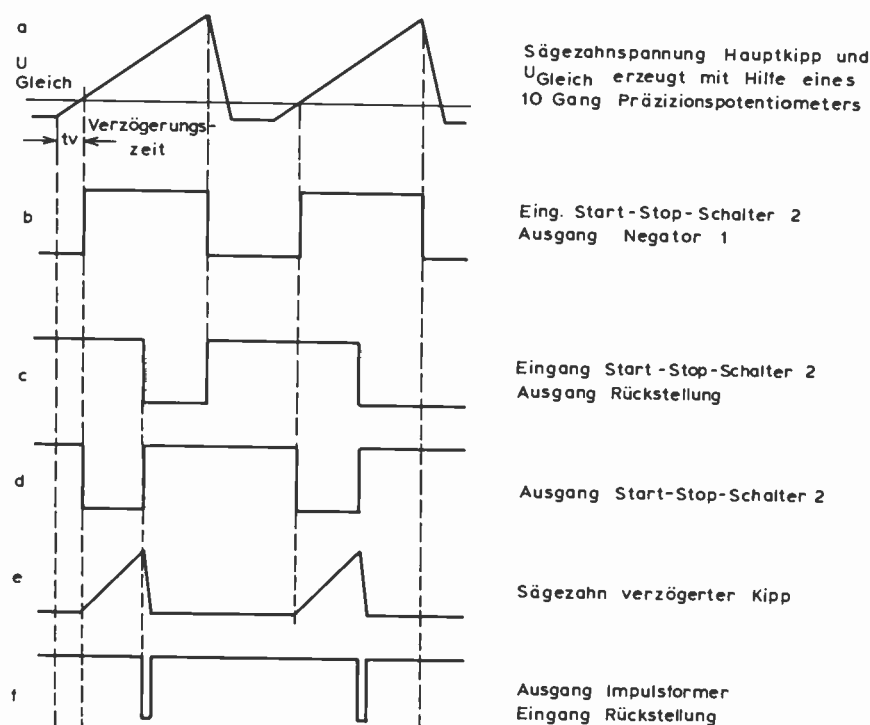 a
U
Gleich
tv
Verzögerungs-
zeit
Sägezahnspannung Hauptkipp und
UGleich erzeugt mit Hilfe eines
10 Gang Präzizionspotentiometers
b
Eing. Start-Stop-Schalter 2
Ausgang Negator 1
c
Eingang Start-Stop-Schalter 2
Ausgang Rückstellung
d
Ausgang Start-Stop-Schalter 2
e
Sägezahn verzögerter Kipp
f
Ausgang Impulsformer
Eingang Rückstellung